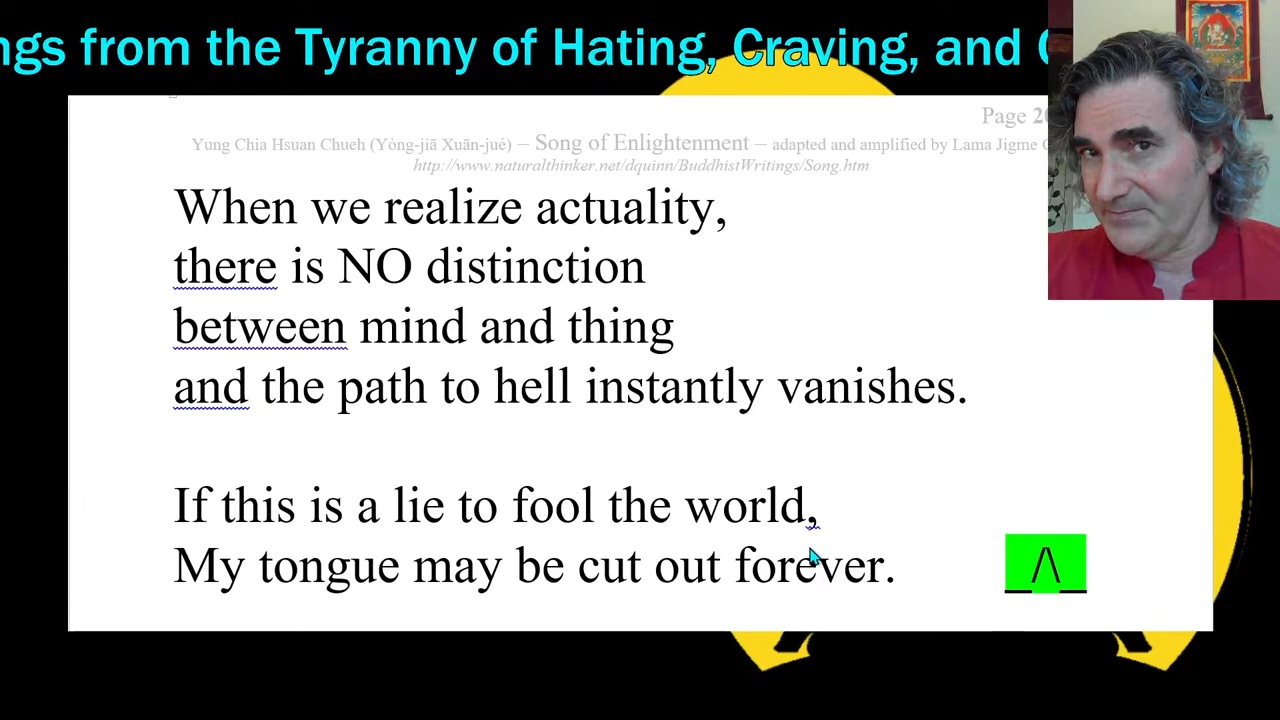 ngs from the Tyranny of Hating, Craving, and
Page
Yung Chia Hsuan Chueh (Yòng-jiā Xuān-jué) – Song of Enlightenment – adapted and amplified by Lama Jigme
http://www.naturalthinker.net/dquinn/BuddhistWritings/Song.htm
When we realize actuality,
there is NO distinction
between mind and thing
and the path to hell instantly vanishes.
If this is a lie to fool the world,
My tongue may be cut out forever.
_/\_